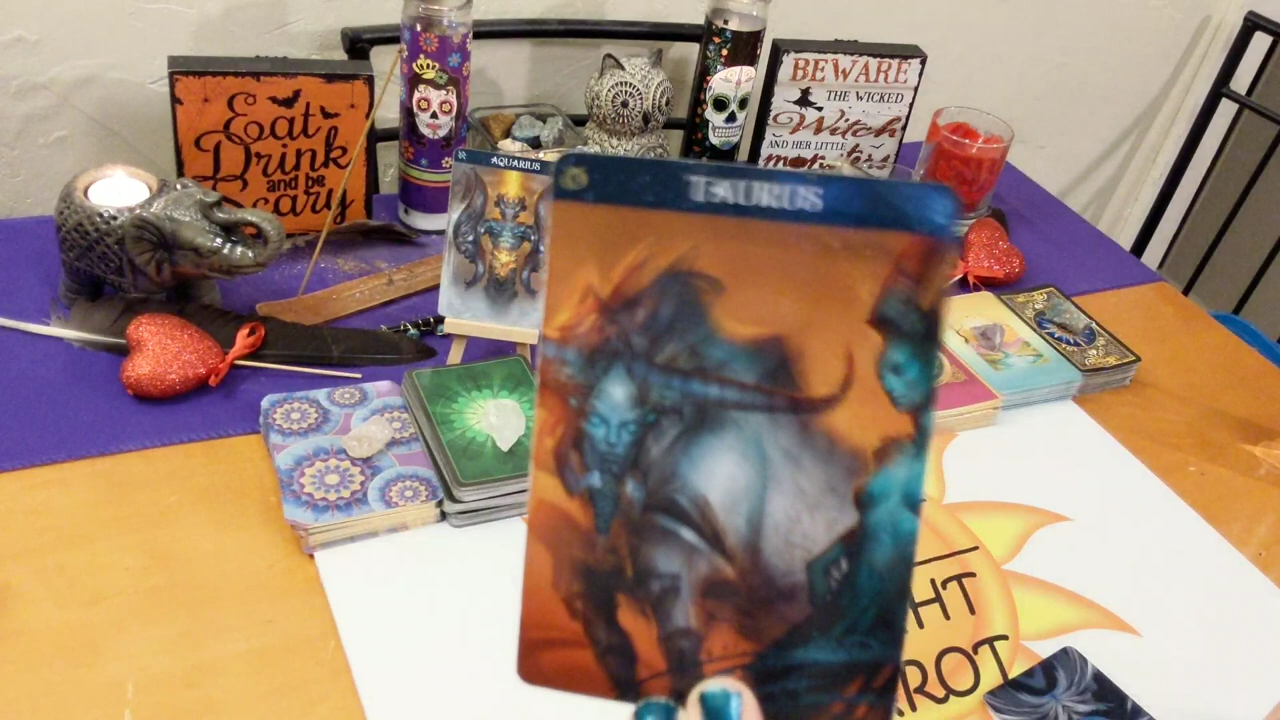 Eat
Drink
and be
Scary
BEWARE
THE WICKED
Witch
AND HER LITTLE
monsters
AQUARIUS
TAURUS
HT
ROT